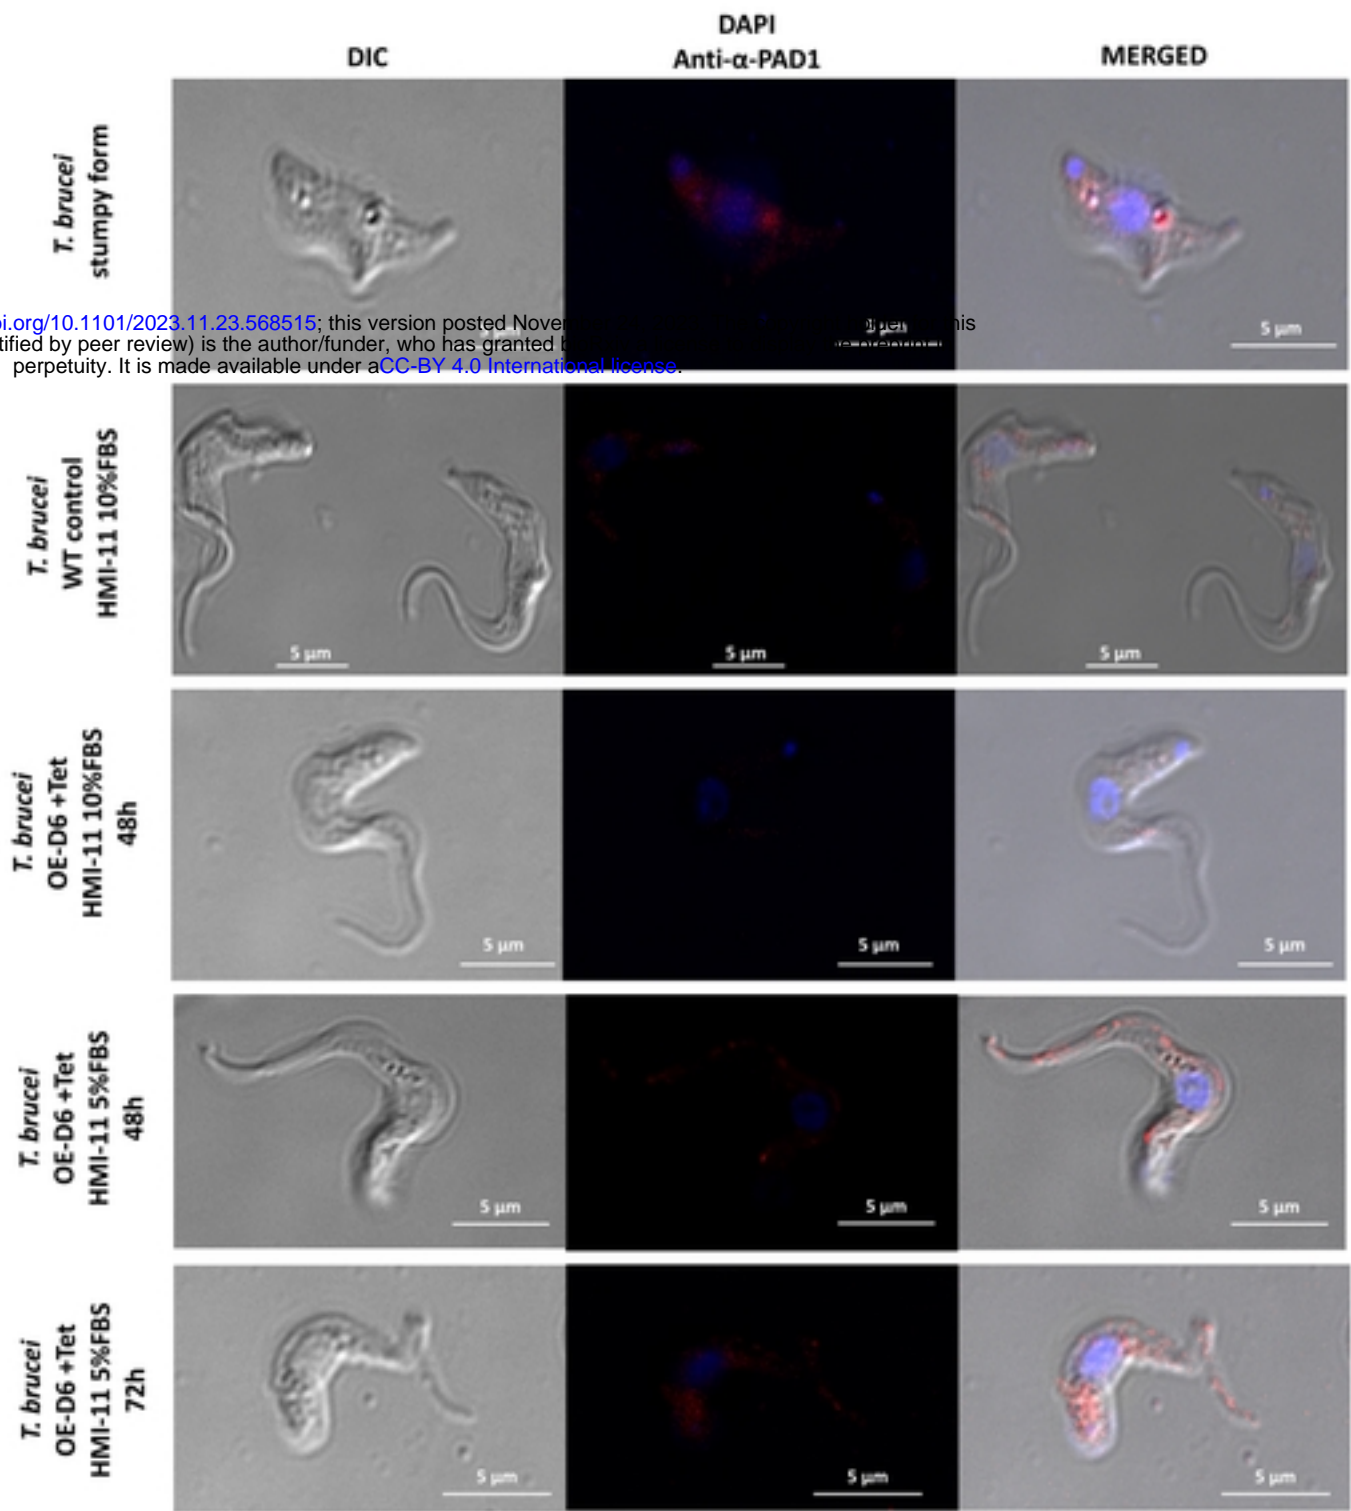 DAPI
DIC
Anti-α-PAD1
MERGED
T. brucei
stumpy form
5 µm
i.org/10.1101/2023.11.23.568515; this version posted Nove
his
tified by peer review) is the author/funder, who has granted
perpetuity. It is made available under aCC-BY 4.0 International license.
T. brucei
WT control
HMI-11 10%FBS
5 µm
5 µm
5 µm
T. brucei
OE-D6 +Tet
HMI-11 10%FBS
48h
5 µm
5 µm
5 µm
T. brucei
OE-D6 +Tet
HMI-11 5%FBS
48h
5 µm
5 µm
5 µm
T. brucei
OE-D6 +Tet
HMI-11 5%FBS
72h
5 µm
5 µm
5 µm